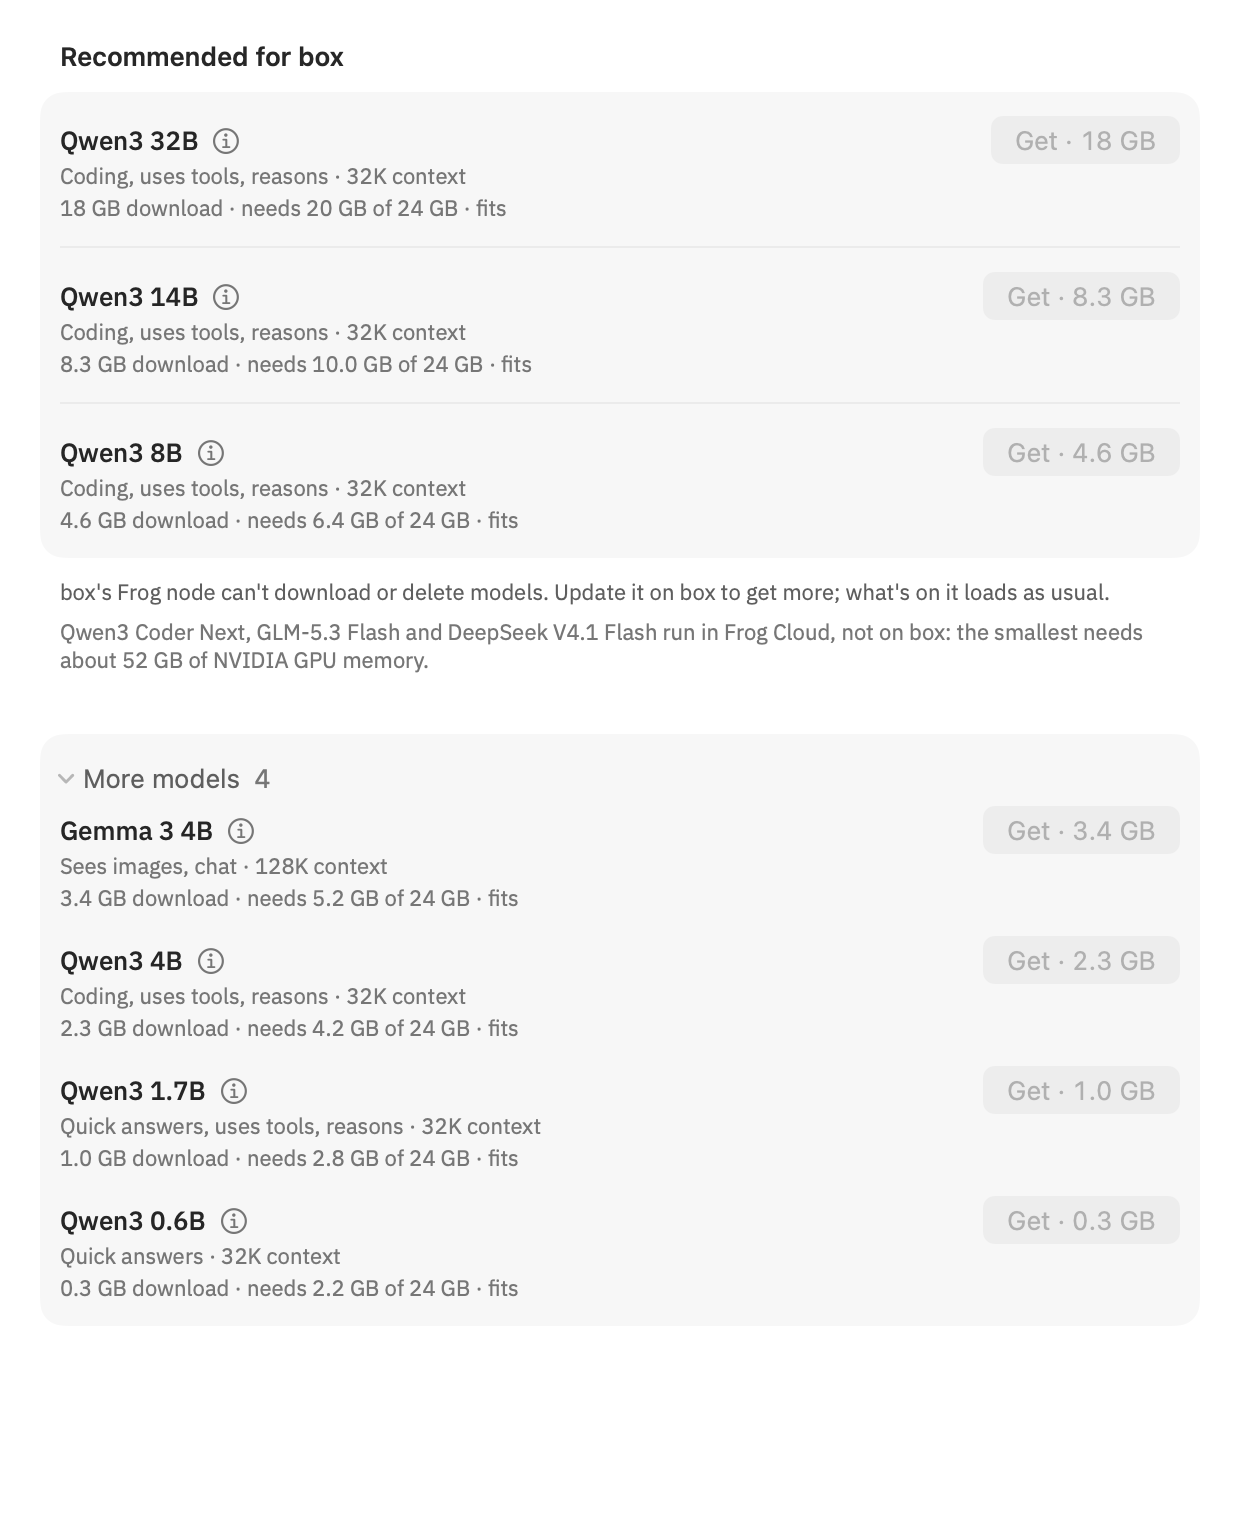 Recommended for box
Qwen3 32B
Get · 18 GB
Coding, uses tools, reasons · 32K context
18 GB download · needs 20 GB of 24 GB · fits
Qwen3 14B
Get · 8.3 GB
Coding, uses tools, reasons · 32K context
8.3 GB download · needs 10.0 GB of 24 GB · fits
Qwen3 8B
Get · 4.6 GB
Coding, uses tools, reasons · 32K context
4.6 GB download · needs 6.4 GB of 24 GB · fits
box's Frog node can't download or delete models. Update it on box to get more; what's on it loads as usual.
Qwen3 Coder Next, GLM-5.3 Flash and DeepSeek V4.1 Flash run in Frog Cloud, not on box: the smallest needs
about 52 GB of NVIDIA GPU memory.
More models 4
Gemma 3 4B
Get · 3.4 GB
Sees images, chat · 128K context
3.4 GB download · needs 5.2 GB of 24 GB · fits
Qwen3 4B
Get · 2.3 GB
Coding, uses tools, reasons · 32K context
2.3 GB download · needs 4.2 GB of 24 GB · fits
Qwen3 1.7B
Get · 1.0 GB
Quick answers, uses tools, reasons · 32K context
1.0 GB download · needs 2.8 GB of 24 GB · fits
Qwen3 0.6B
Get · 0.3 GB
Quick answers · 32K context
0.3 GB download · needs 2.2 GB of 24 GB · fits